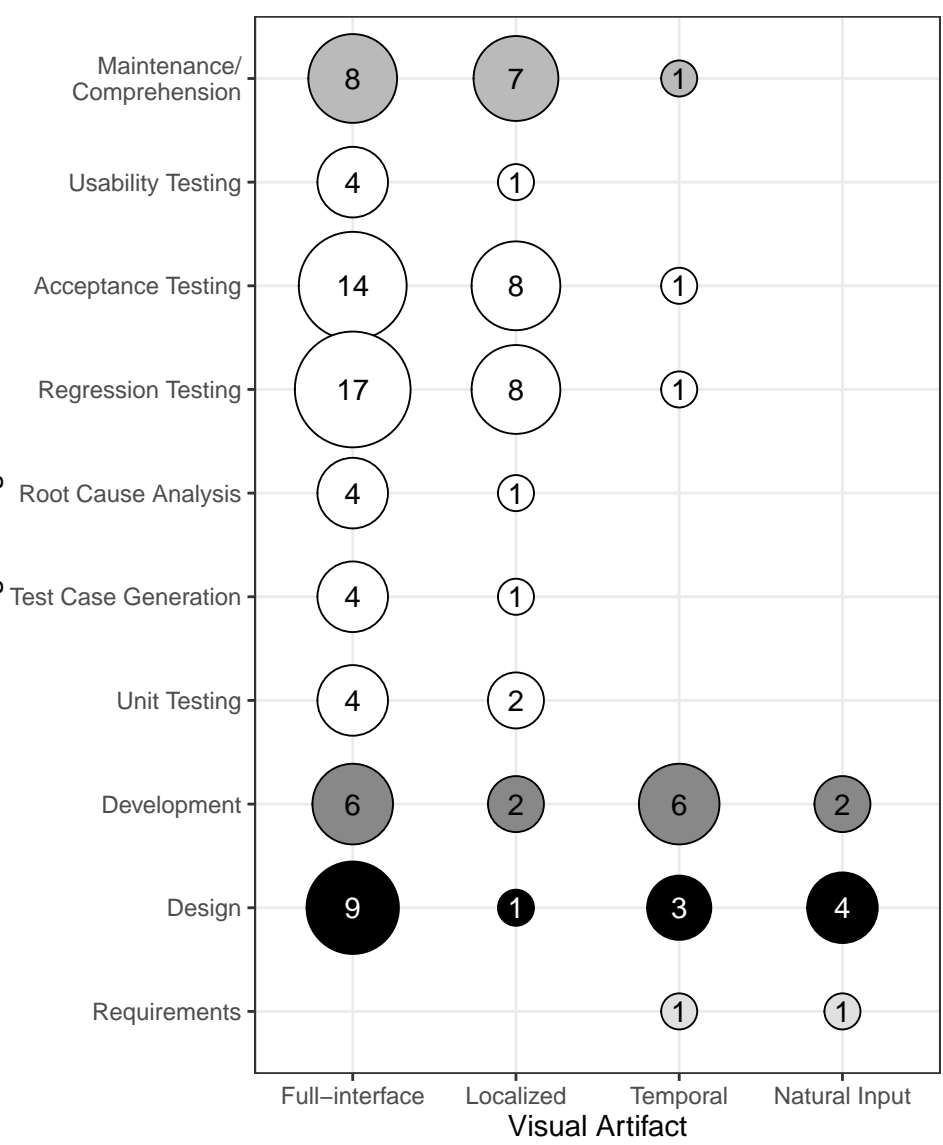 Maintenance/
Comprehension
8 7 1
Usability Testing 4 1
Acceptance Testing 14 8 1
Regression Testing 17 8 1
Root Cause Analysis 4 1
Test Case Generation 4 1
Unit Testing 4 2
Development 6 2 6 2
Design 9 1 3 4
Requirements 1 1
Full−interface Localized Temporal Natural Input
Visual Artifact